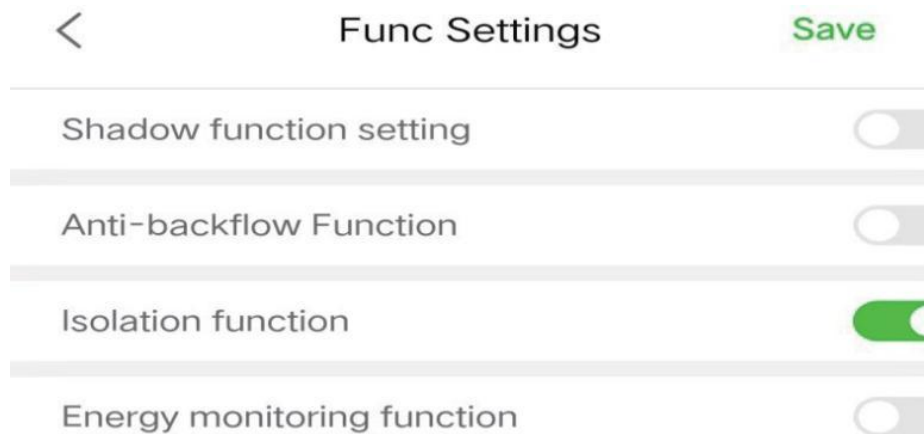 Func Settings Save
Shadow function setting
Anti-backflow Function
Isolation function
Energy monitoring function